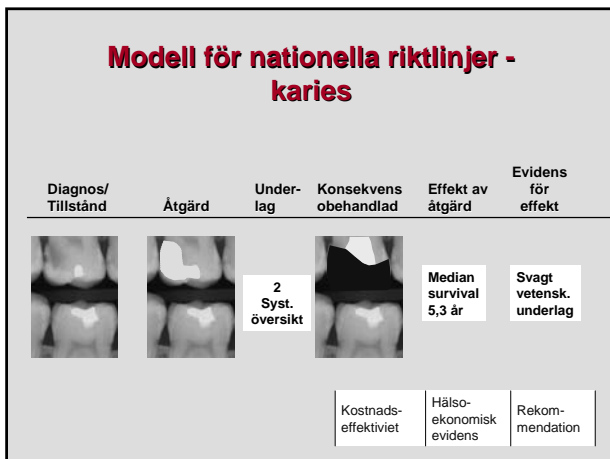 Modell för nationella riktlinjer -
karies
Diagnos/
Tillstånd
Åtgärd
Under-
lag
Konsekvens
obehandlad
Effekt av
åtgärd
Evidens
för
effekt
2
Syst.
översikt
Median
survival
5,3 år
Svagt
vetensk.
underlag
Kostnads-
effektiviet
Hälso-
ekonomisk
evidens
Rekom-
mendation